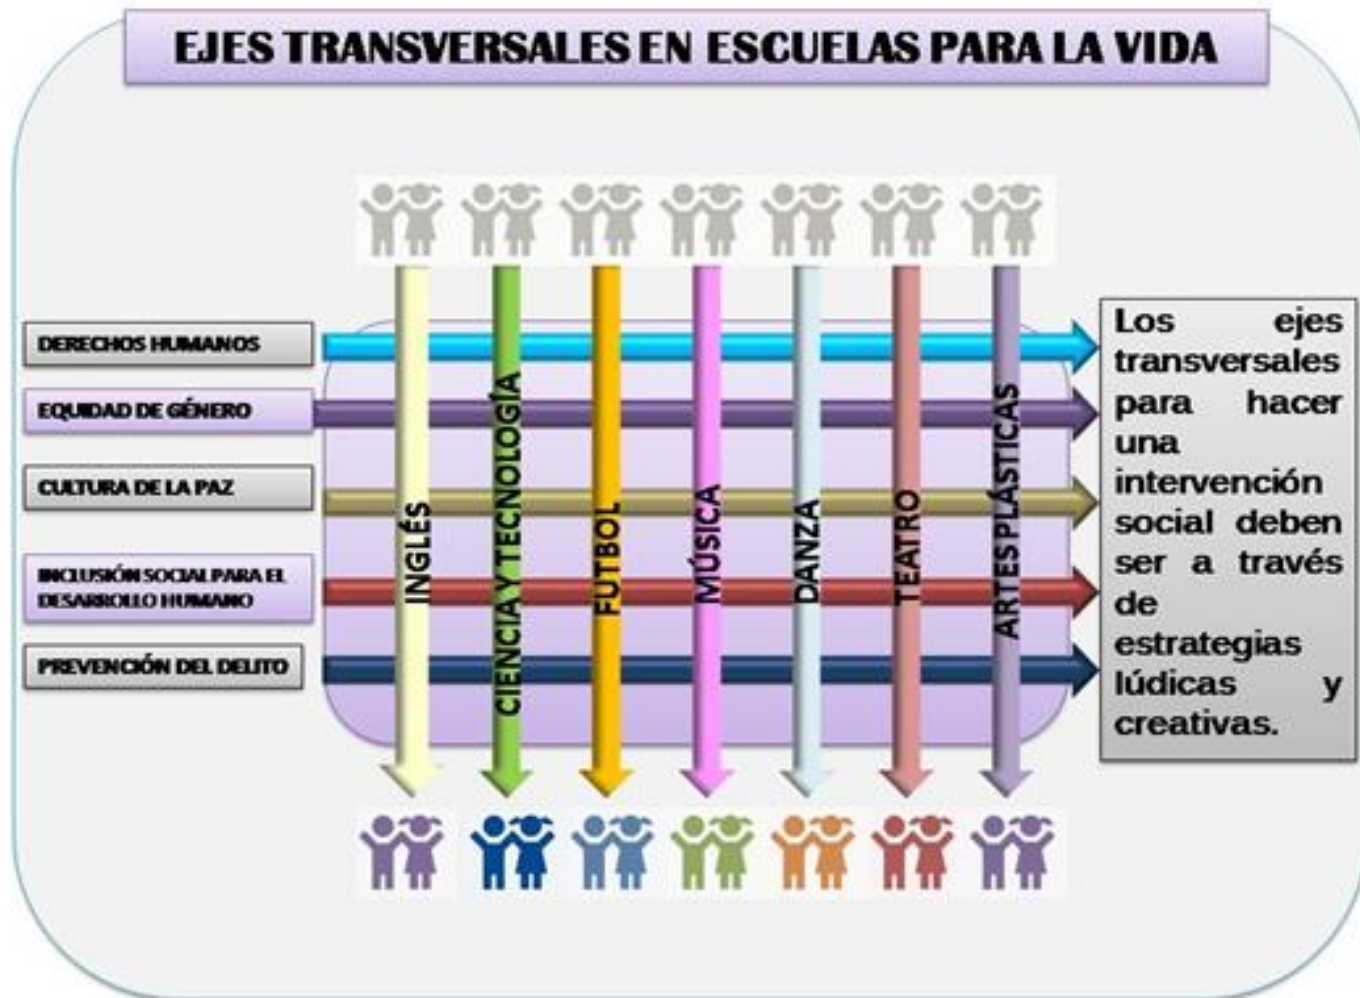 EJES TRANSVERSALES EN ESCUELAS PARA LA VIDA
DERECHOS HUMANOS
EQUIDAD DE GÉNERO
CULTURA DE LA PAZ
INCLUSIÓN SOCIAL PARA EL
DESARROLLO HUMANO
PREVENCIÓN DEL DELITO
INGLÉS
CIENCIA Y TECNOLOGÍA
FUTBOL
MÚSICA
DANZA
TEATRO
ARTES PLÁSTICAS
Los ejes
transversales
para hacer
una
intervención
social deben
ser a través
de
estrategias
lúdicas y
creativas.